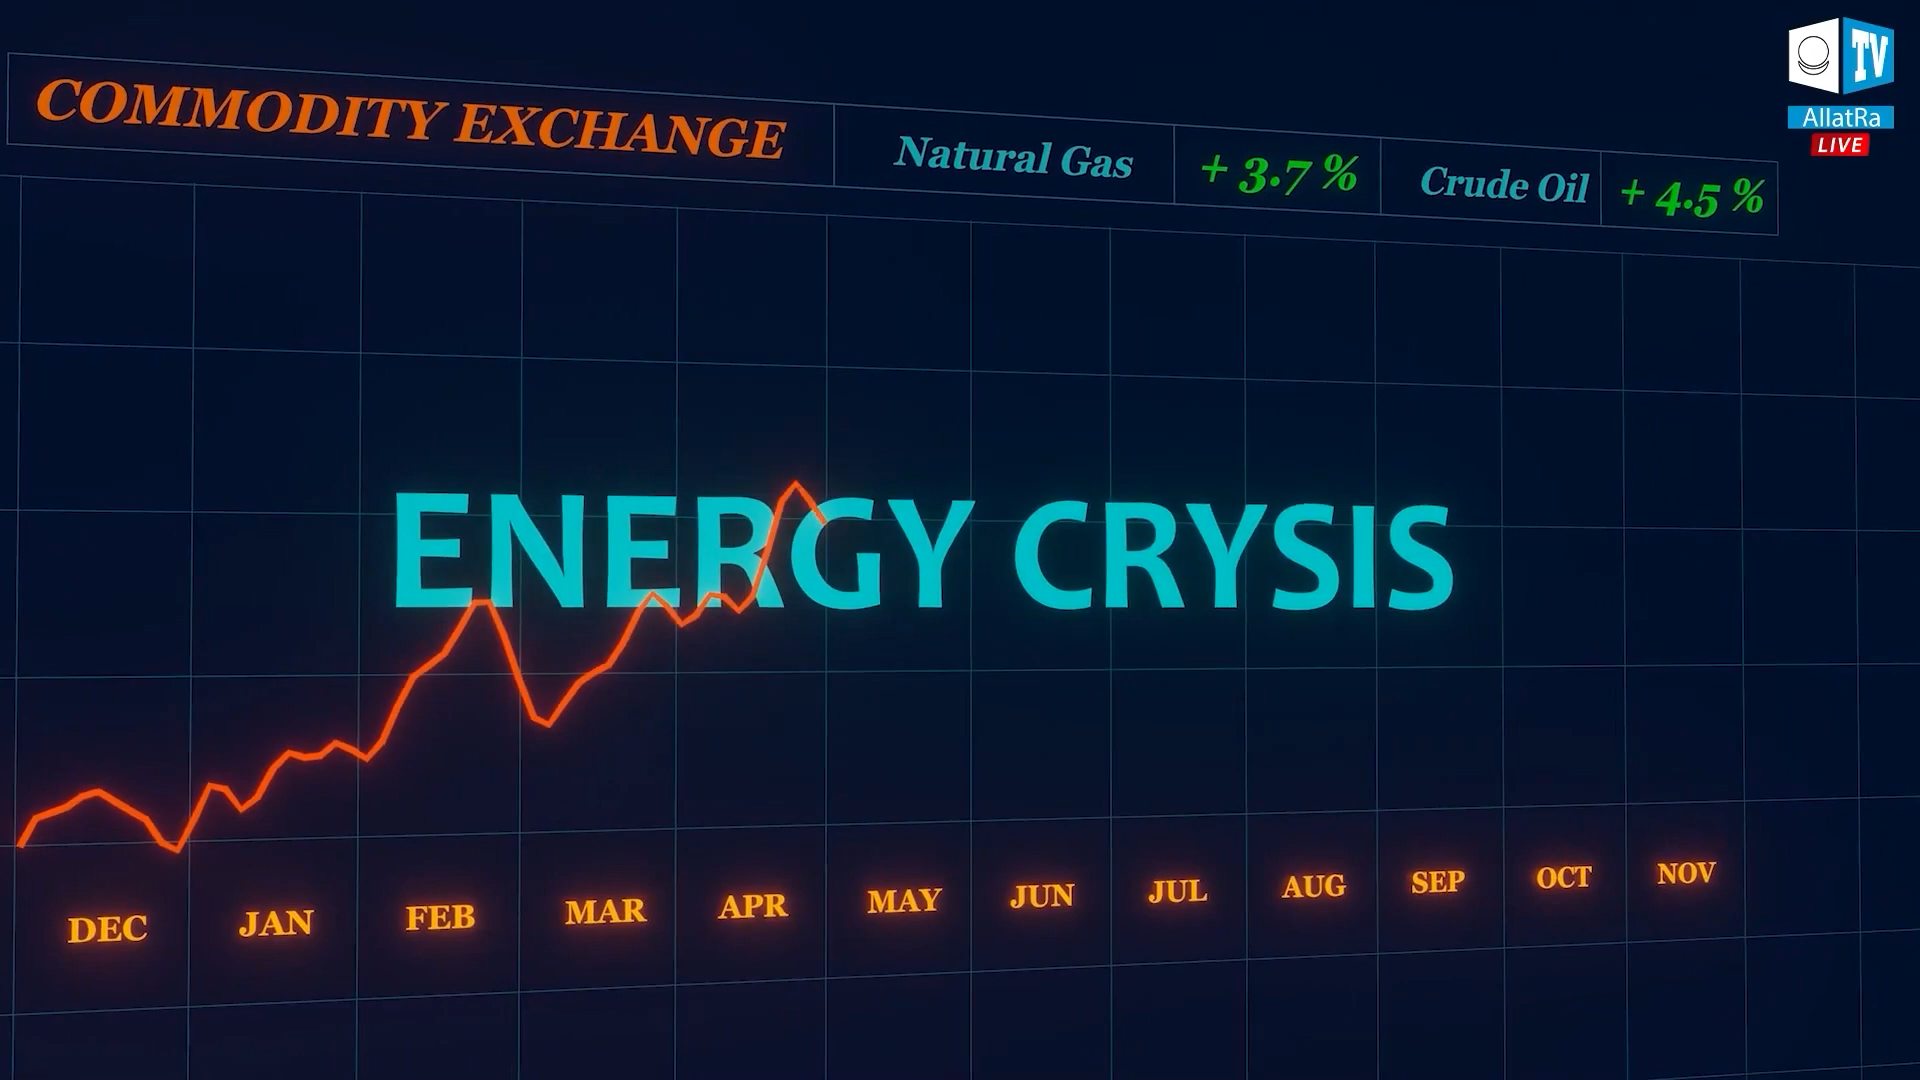 COMMODITY EXCHANGE Natural Gas + 3.7 % Crude Oil + 4.5 %
TV
AllatRa
LIVE
ENERGY CRYSIS
DEC JAN FEB MAR APR MAY JUN JUL AUG SEP OCT NOV